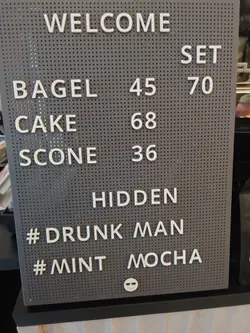 WELCOME
SET
BAGEL 45 70
CAKE 68
SCONE 36
HIDDEN
#DRUNK MAN
#MINT MOCHA